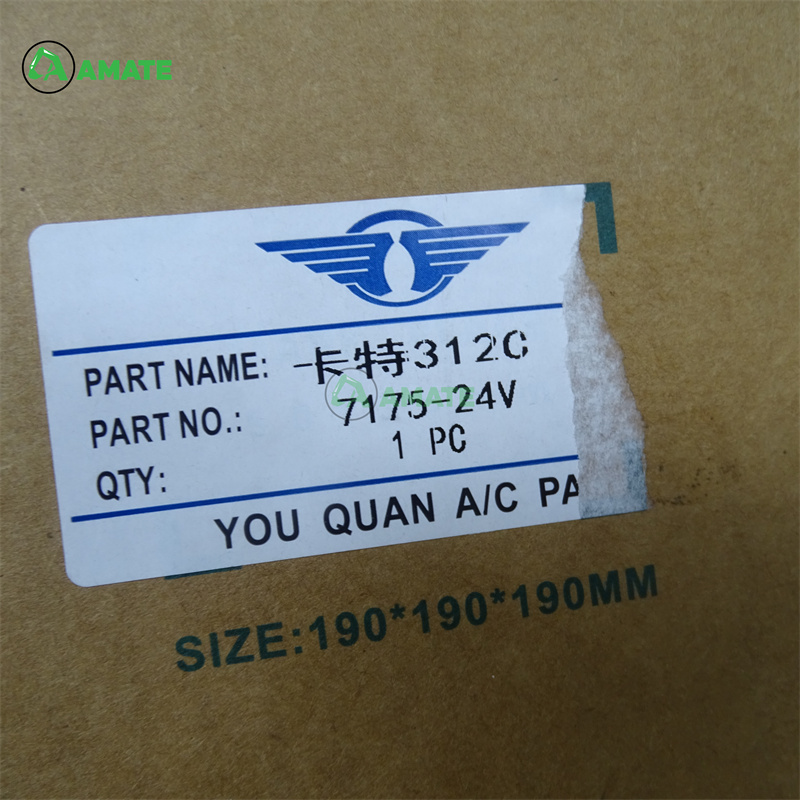 AMATE
PART NAME: 卡特312C
AMATE
PART NO.: 7175-24V
QTY: 1 PC
YOU QUAN A/C PA
SIZE:190*190*190MM